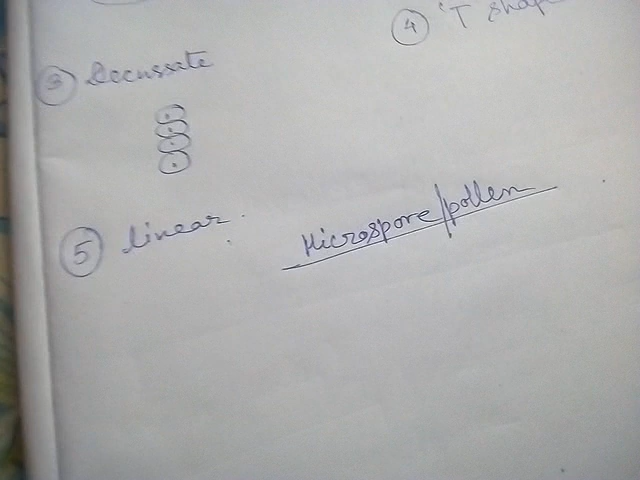 ④ 'T shape
③ Decussate
⑤ linear.
Microspore/pollen